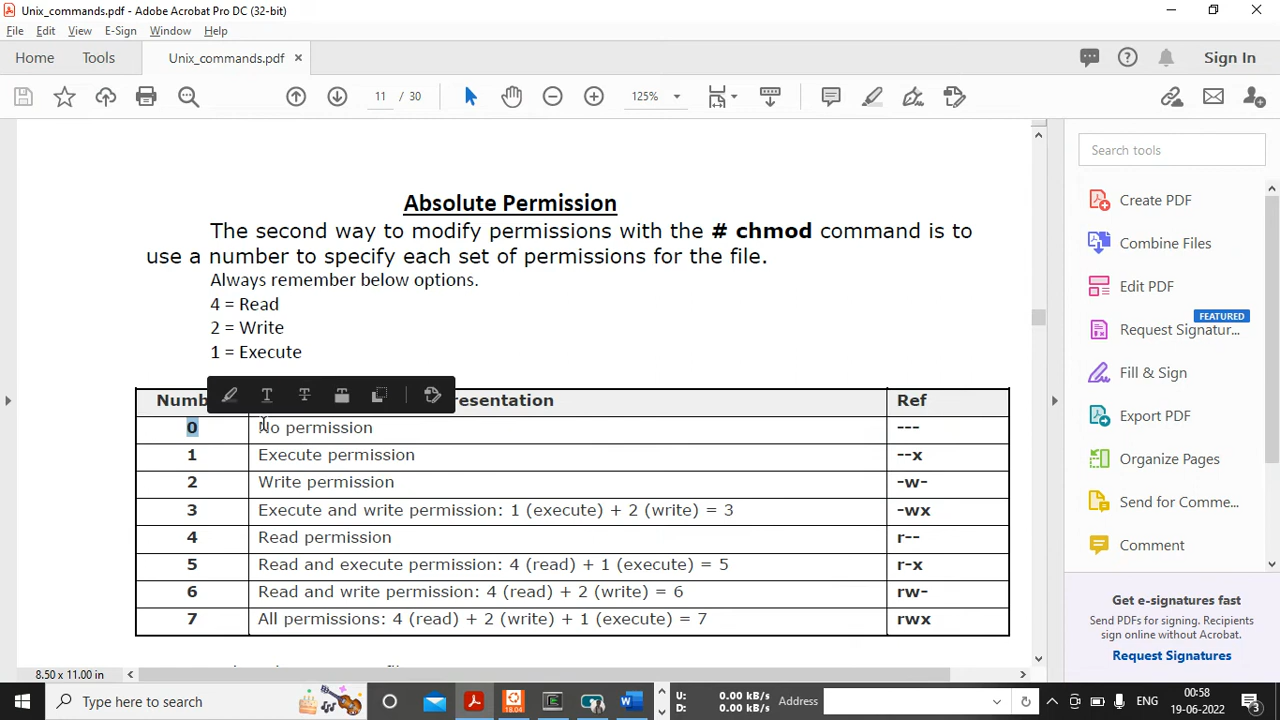 Unix_commands.pdf - Adobe Acrobat Pro DC (32-bit)
File Edit View E-Sign Window Help
Home Tools Unix_commands.pdf × Sign In
11 / 30 125%
Absolute Permission
The second way to modify permissions with the # chmod command is to
use a number to specify each set of permissions for the file.
Always remember below options.
4 = Read
2 = Write
1 = Execute
Numb resentation Ref
0 No permission ---
1 Execute permission --x
2 Write permission -w-
3 Execute and write permission: 1 (execute) + 2 (write) = 3 -wx
4 Read permission r--
5 Read and execute permission: 4 (read) + 1 (execute) = 5 r-x
6 Read and write permission: 4 (read) + 2 (write) = 6 rw-
7 All permissions: 4 (read) + 2 (write) + 1 (execute) = 7 rwx
8.50 x 11.00 in
Search tools
Create PDF
Combine Files
Edit PDF
FEATURED
Request Signatur...
Fill & Sign
Export PDF
Organize Pages
Send for Comme...
Comment
Get e-signatures fast
Send PDFs for signing. Recipients
sign online without Acrobat.
Request Signatures
Type here to search
18.04
U: 0.00 kB/s
D: 0.00 kB/s
Address
ENG
00:58
19-06-2022
3